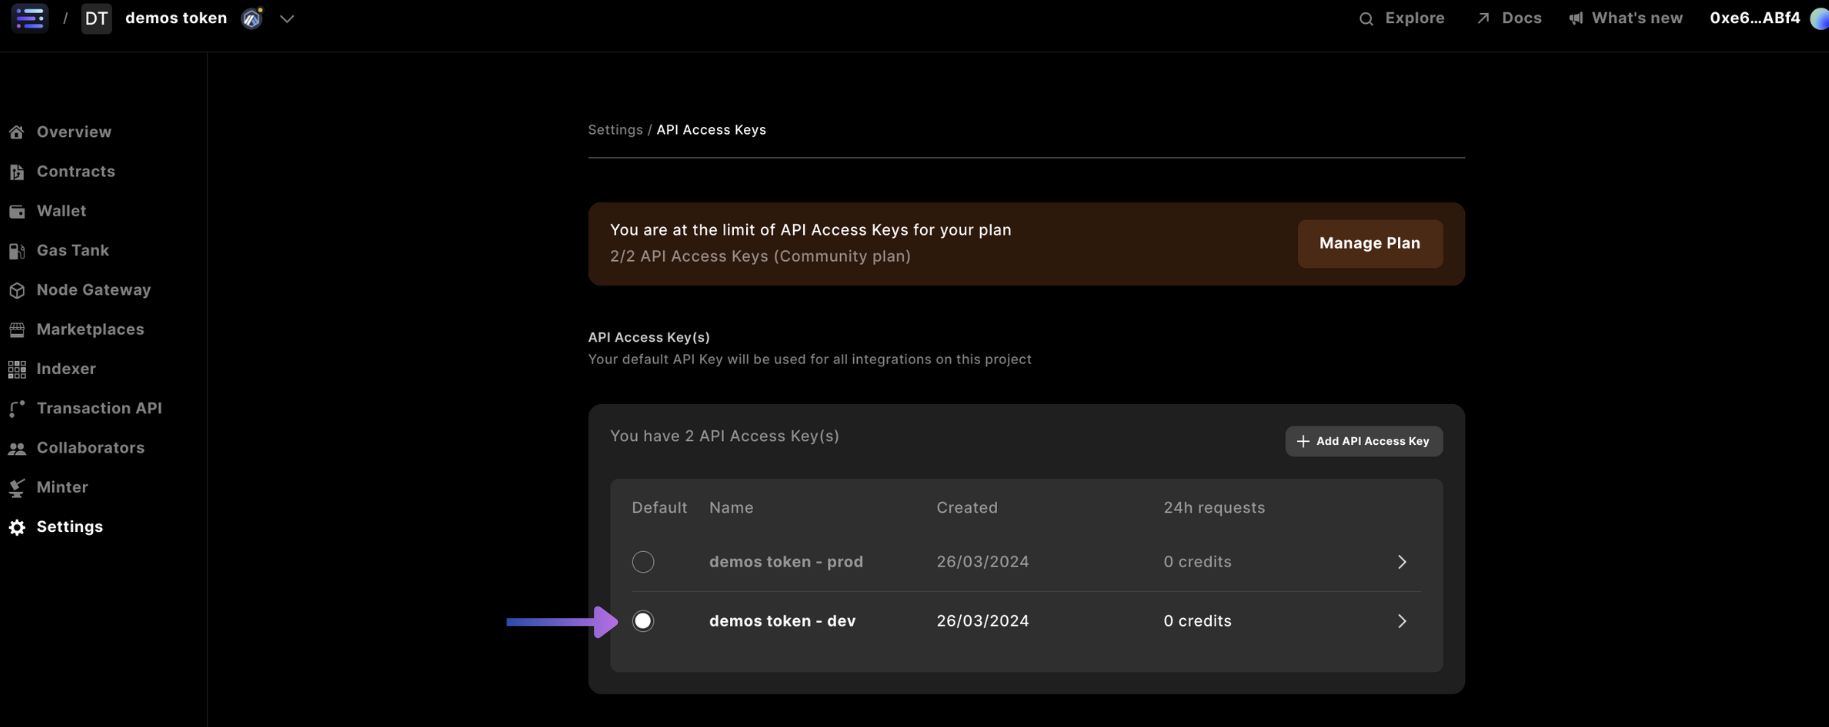 / DT demos token
Explore Docs What's new 0xe6...ABf4
Overview
Contracts
Wallet
Gas Tank
Node Gateway
Marketplaces
Indexer
Transaction API
Collaborators
Minter
Settings
Settings / API Access Keys
You are at the limit of API Access Keys for your plan
2/2 API Access Keys (Community plan)
Manage Plan
API Access Key(s)
Your default API Key will be used for all integrations on this project
You have 2 API Access Key(s)
+ Add API Access Key
Default Name Created 24h requests
demos token - prod 26/03/2024 0 credits
demos token - dev 26/03/2024 0 credits